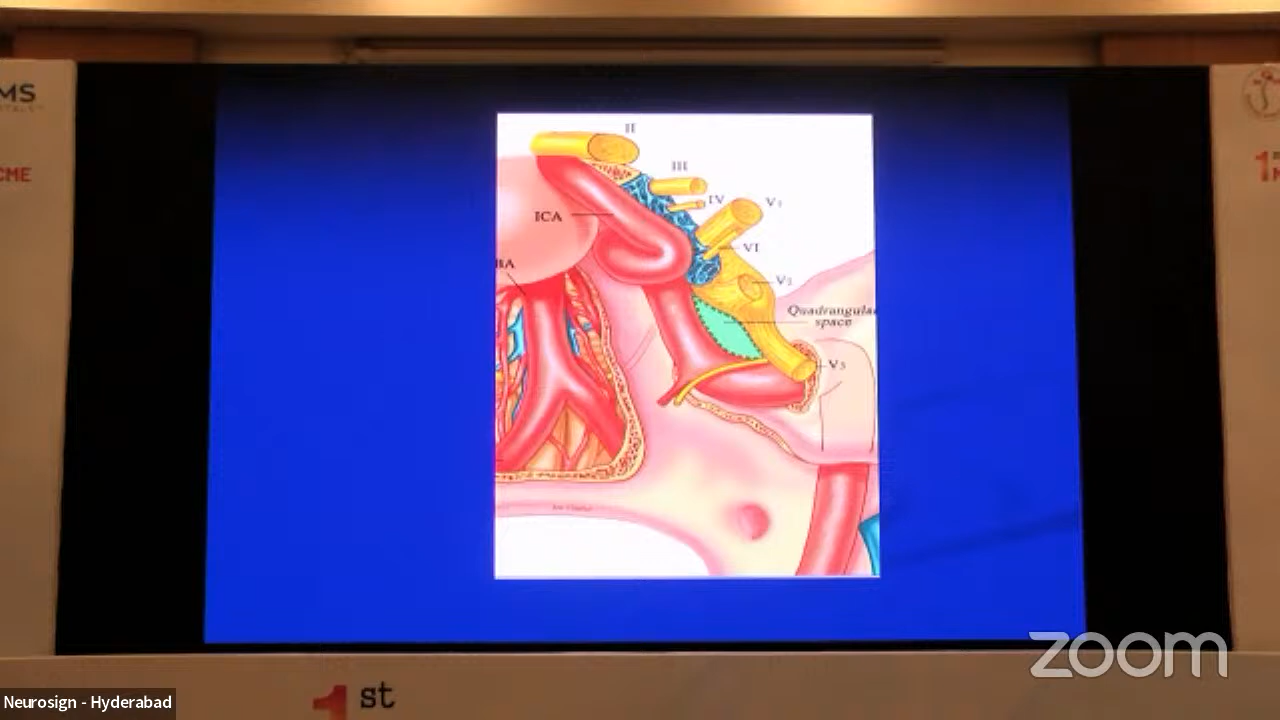 MS
CME
II
III
IV
V1
ICA
VI
BA
V2
Quadrangular
space
V3
zoom
Neurosign - Hyderabad
1st